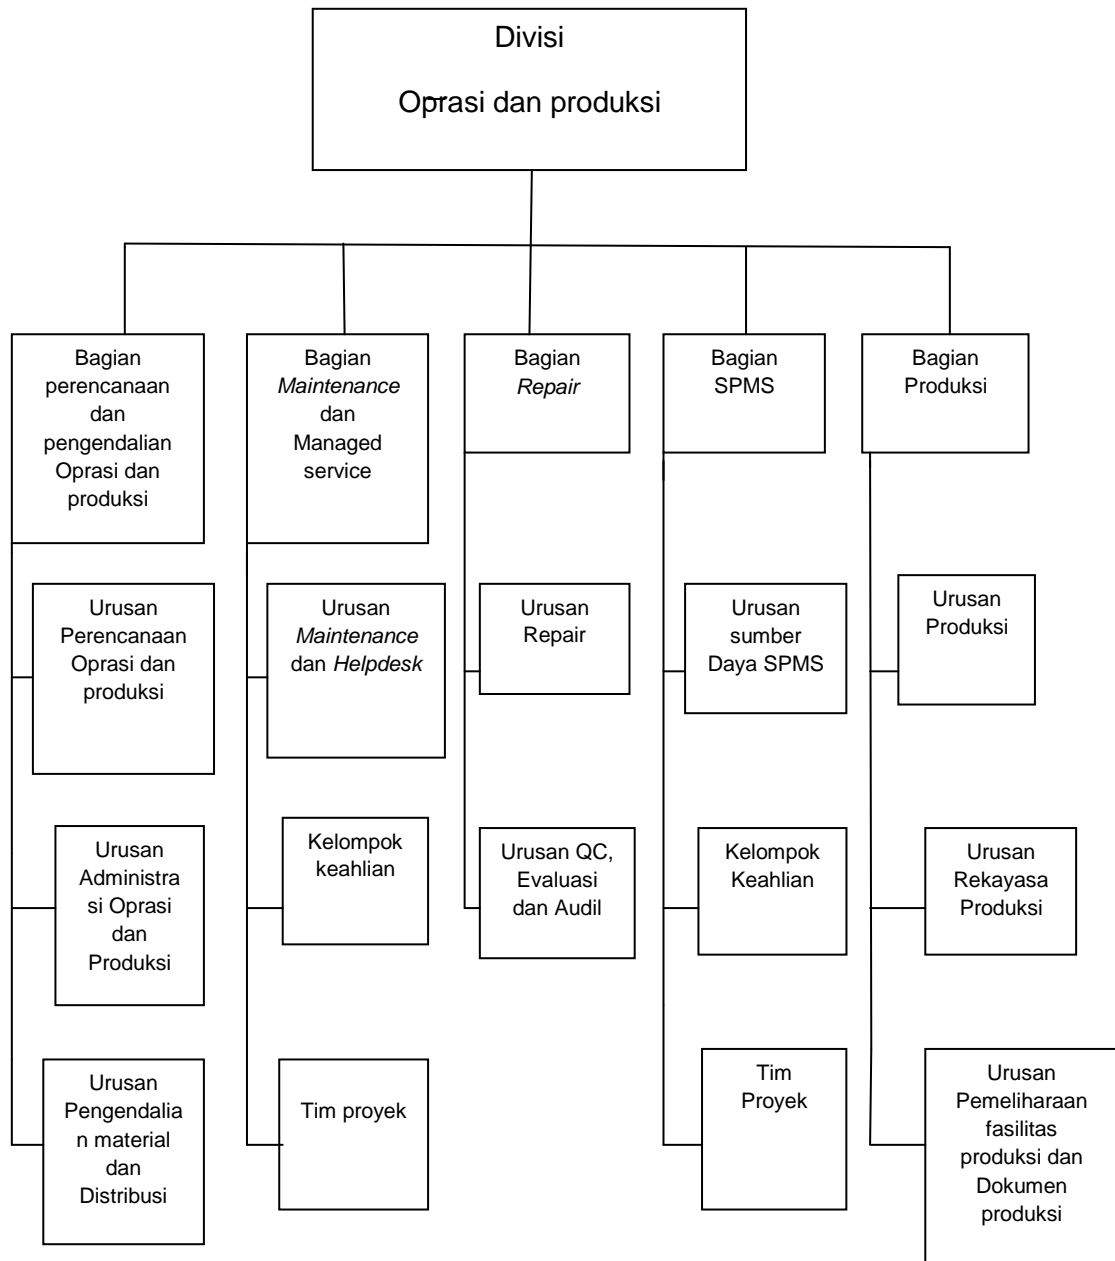 Divisi
Oprasi dan produksi
Bagian
perencanaan
dan
pengendalian
Oprasi dan
produksi
Bagian
Maintenance
dan
Managed
service
Bagian
Repair
Bagian
SPMS
Bagian
Produksi
Urusan
Perencanaan
Oprasi dan
produksi
Urusan
Maintenance
dan Helpdesk
Urusan
Repair
Urusan
sumber
Daya SPMS
Urusan
Produksi
Urusan
Administra
si Oprasi
dan
Produksi
Kelompok
keahlian
Urusan QC,
Evaluasi
dan Audil
Kelompok
Keahlian
Urusan
Rekayasa
Produksi
Urusan
Pengendalia
n material
dan
Distribusi
Tim proyek
Tim
Proyek
Urusan
Pemeliharaan
fasilitas
produksi dan
Dokumen
produksi